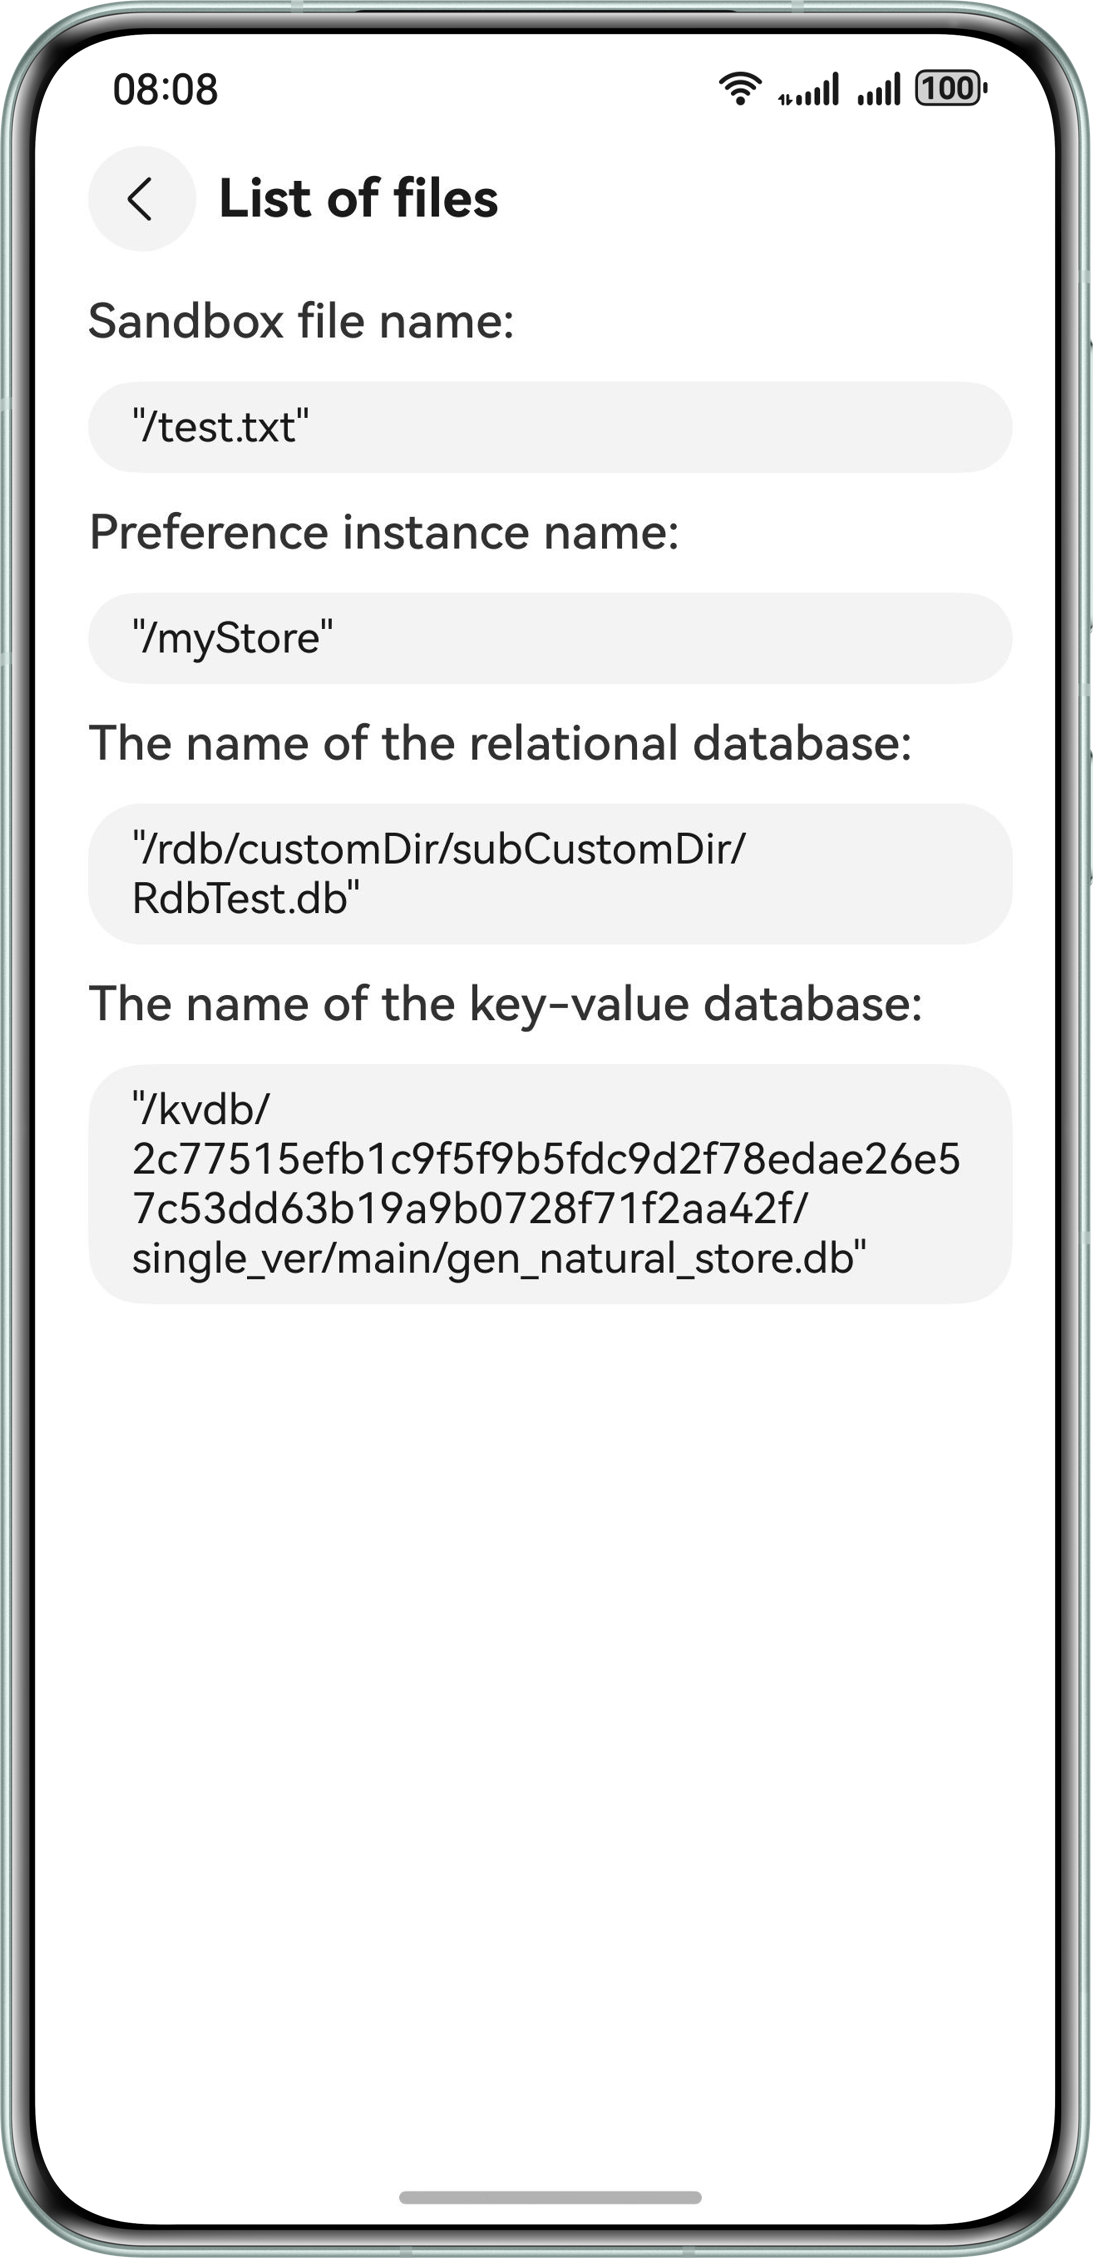 08:08
100
List of files
Sandbox file name:
"/test.txt"
Preference instance name:
"/myStore"
The name of the relational database:
"/rdb/customDir/subCustomDir/
RdbTest.db"
The name of the key-value database:
"/kvdb/
2c77515efb1c9f5f9b5fdc9d2f78edae26e5
7c53dd63b19a9b0728f71f2aa42f/
single_ver/main/gen_natural_store.db"